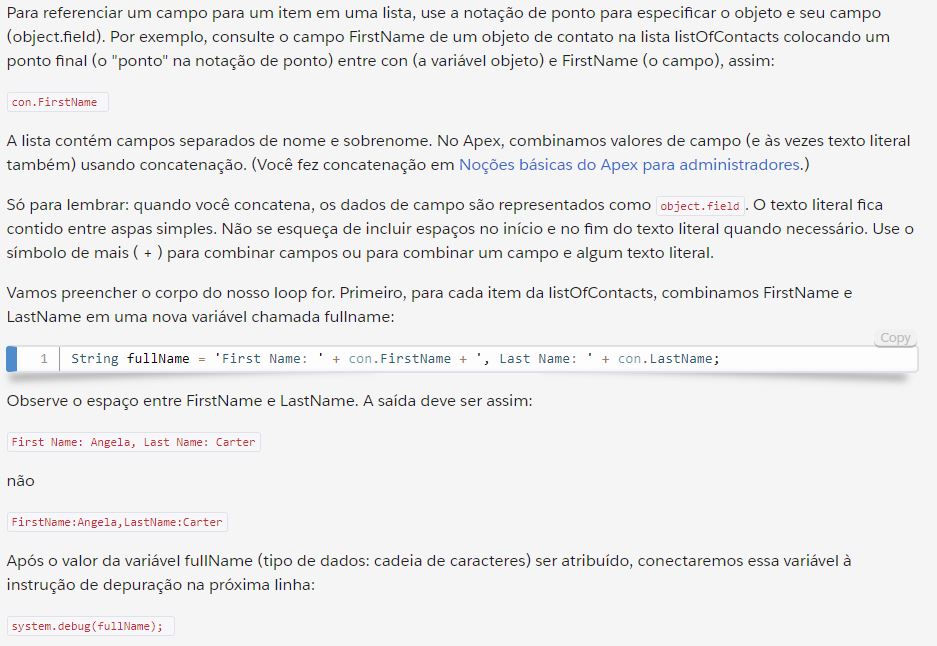 Para referenciar um campo para um item em uma lista, use a notação de ponto para especificar o objeto e seu campo
(object.field). Por exemplo, consulte o campo FirstName de um objeto de contato na lista listOfContacts colocando um
ponto final (o "ponto" na notação de ponto) entre con (a variável objeto) e FirstName (o campo), assim:
con.FirstName
A lista contém campos separados de nome e sobrenome. No Apex, combinamos valores de campo (e às vezes texto literal
também) usando concatenação. (Você fez concatenação em Noções básicas do Apex para administradores.)
Só para lembrar: quando você concatena, os dados de campo são representados como object.field. O texto literal fica
contido entre aspas simples. Não se esqueça de incluir espaços no início e no fim do texto literal quando necessário. Use o
símbolo de mais ( + ) para combinar campos ou para combinar um campo e algum texto literal.
Vamos preencher o corpo do nosso loop for. Primeiro, para cada item da listOfContacts, combinamos FirstName e
LastName em uma nova variável chamada fullname:
Copy
1 String fullName = 'First Name: ' + con.FirstName + ', Last Name: ' + con.LastName;
Observe o espaço entre FirstName e LastName. A saída deve ser assim:
First Name: Angela, Last Name: Carter
não
FirstName:Angela,LastName:Carter
Após o valor da variável fullName (tipo de dados: cadeia de caracteres) ser atribuído, conectaremos essa variável à
instrução de depuração na próxima linha:
system.debug(fullName);